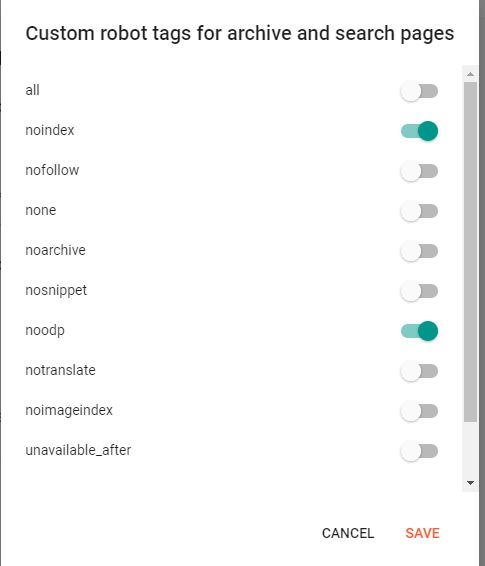 Custom robot tags for archive and search pages
all
noindex
nofollow
none
noarchive
nosnippet
noodp
notranslate
noimageindex
unavailable_after
CANCEL SAVE